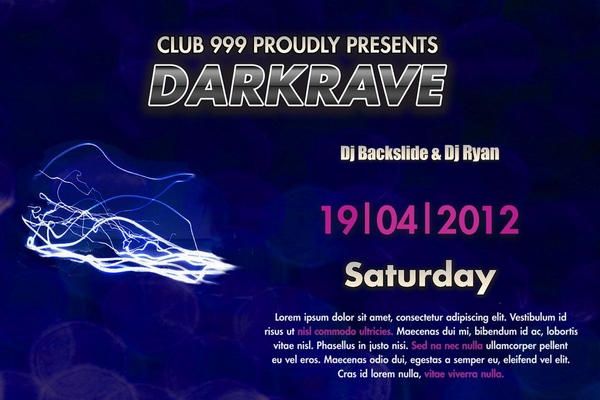 CLUB 999 PROUDLY PRESENTS
DARKRAVE
Dj Backslide & Dj Ryan
19|04|2012
Saturday
Lorem ipsum dolor sit amet, consectetur adipiscing elit. Vestibulum id
risus ut nisl commodo ultricies. Maecenas dui mi, bibendum id ac, lobortis
vitae nisl. Phasellus in justo nisi. Sed na nec nulla ullamcorper pellent
eu vel eros. Maecenas odio dui, egestas a semper eu, eleifend vel elit.
Cras id lorem nulla, vitae viverra nulla.